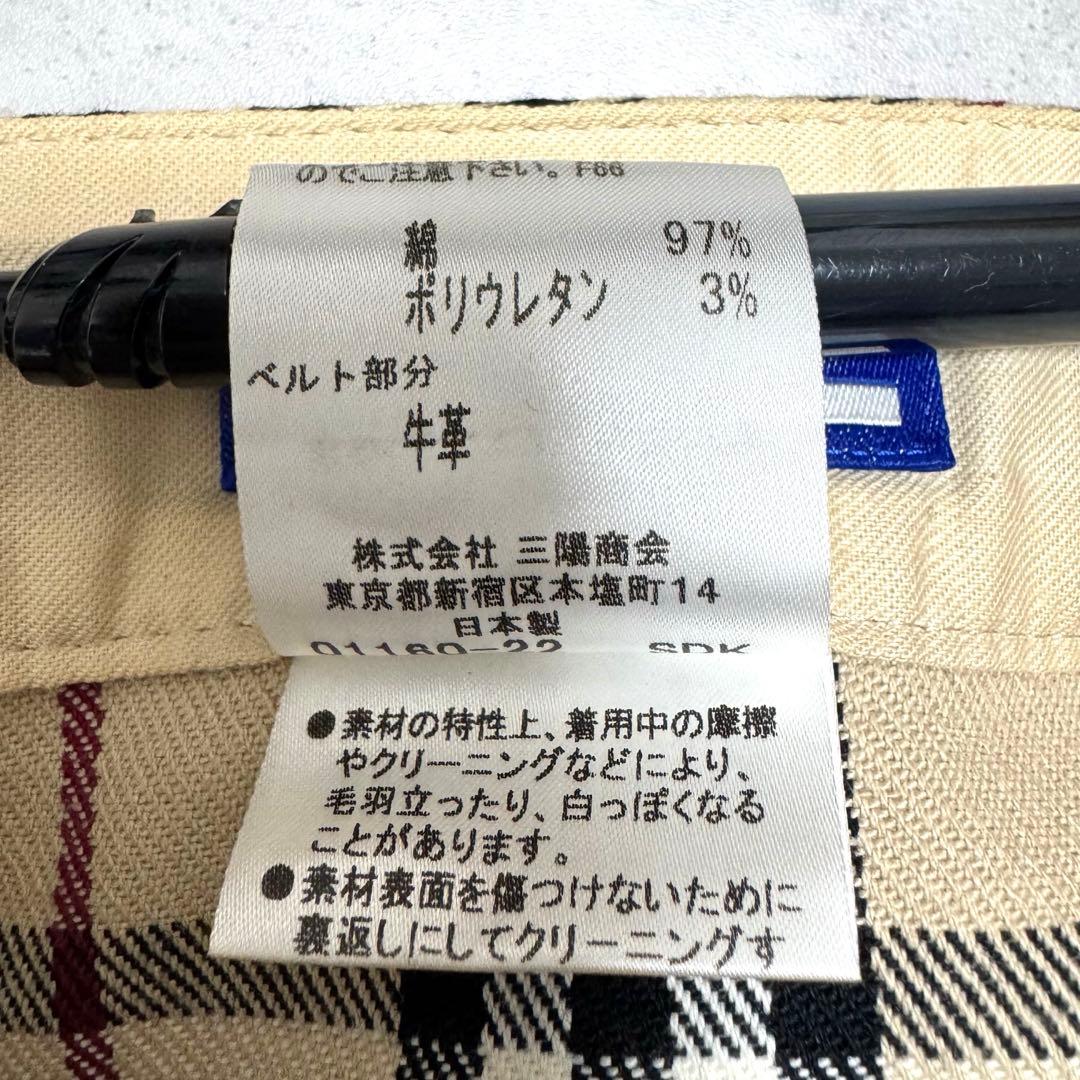 のでご注意下さい。F66
綿 97%
ポリウレタン 3%
ベルト部分
牛革
株式会社 三陽商会
東京都新宿区本塩町14
日本製
01160-22 SDK
●素材の特性上、着用中の摩擦
やクリーニングなどにより、
毛羽立ったり、白っぽくなる
ことがあります。
●素材表面を傷つけないために
裏返しにしてクリーニングす